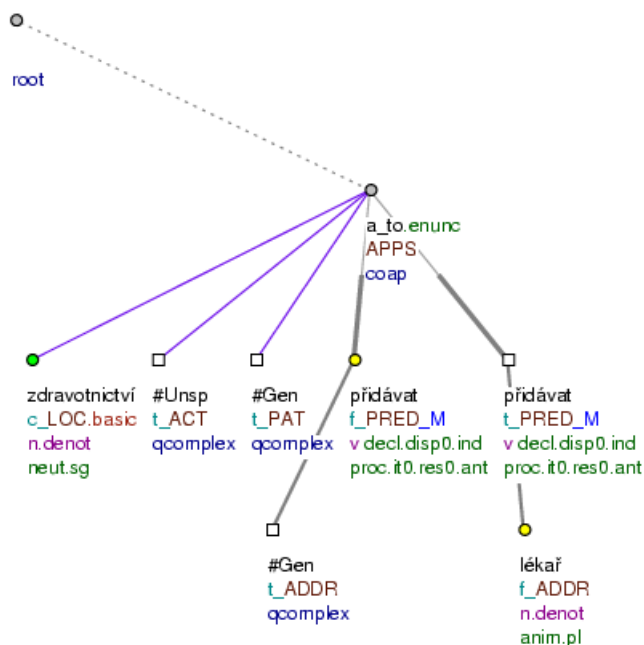 root
a_to.enunc
APPS
coap
zdravotnictví
c_LOC.basic
n.denot
neut.sg
#Unsp
t_ACT
qcomplex
#Gen
t_PAT
qcomplex
přidávat
f_PRED_M
v decl.disp0.ind
proc.it0.res0.ant
přidávat
t_PRED_M
v decl.disp0.ind
proc.it0.res0.ant
#Gen
t_ADDR
qcomplex
lékař
f_ADDR
n.denot
anim.pl